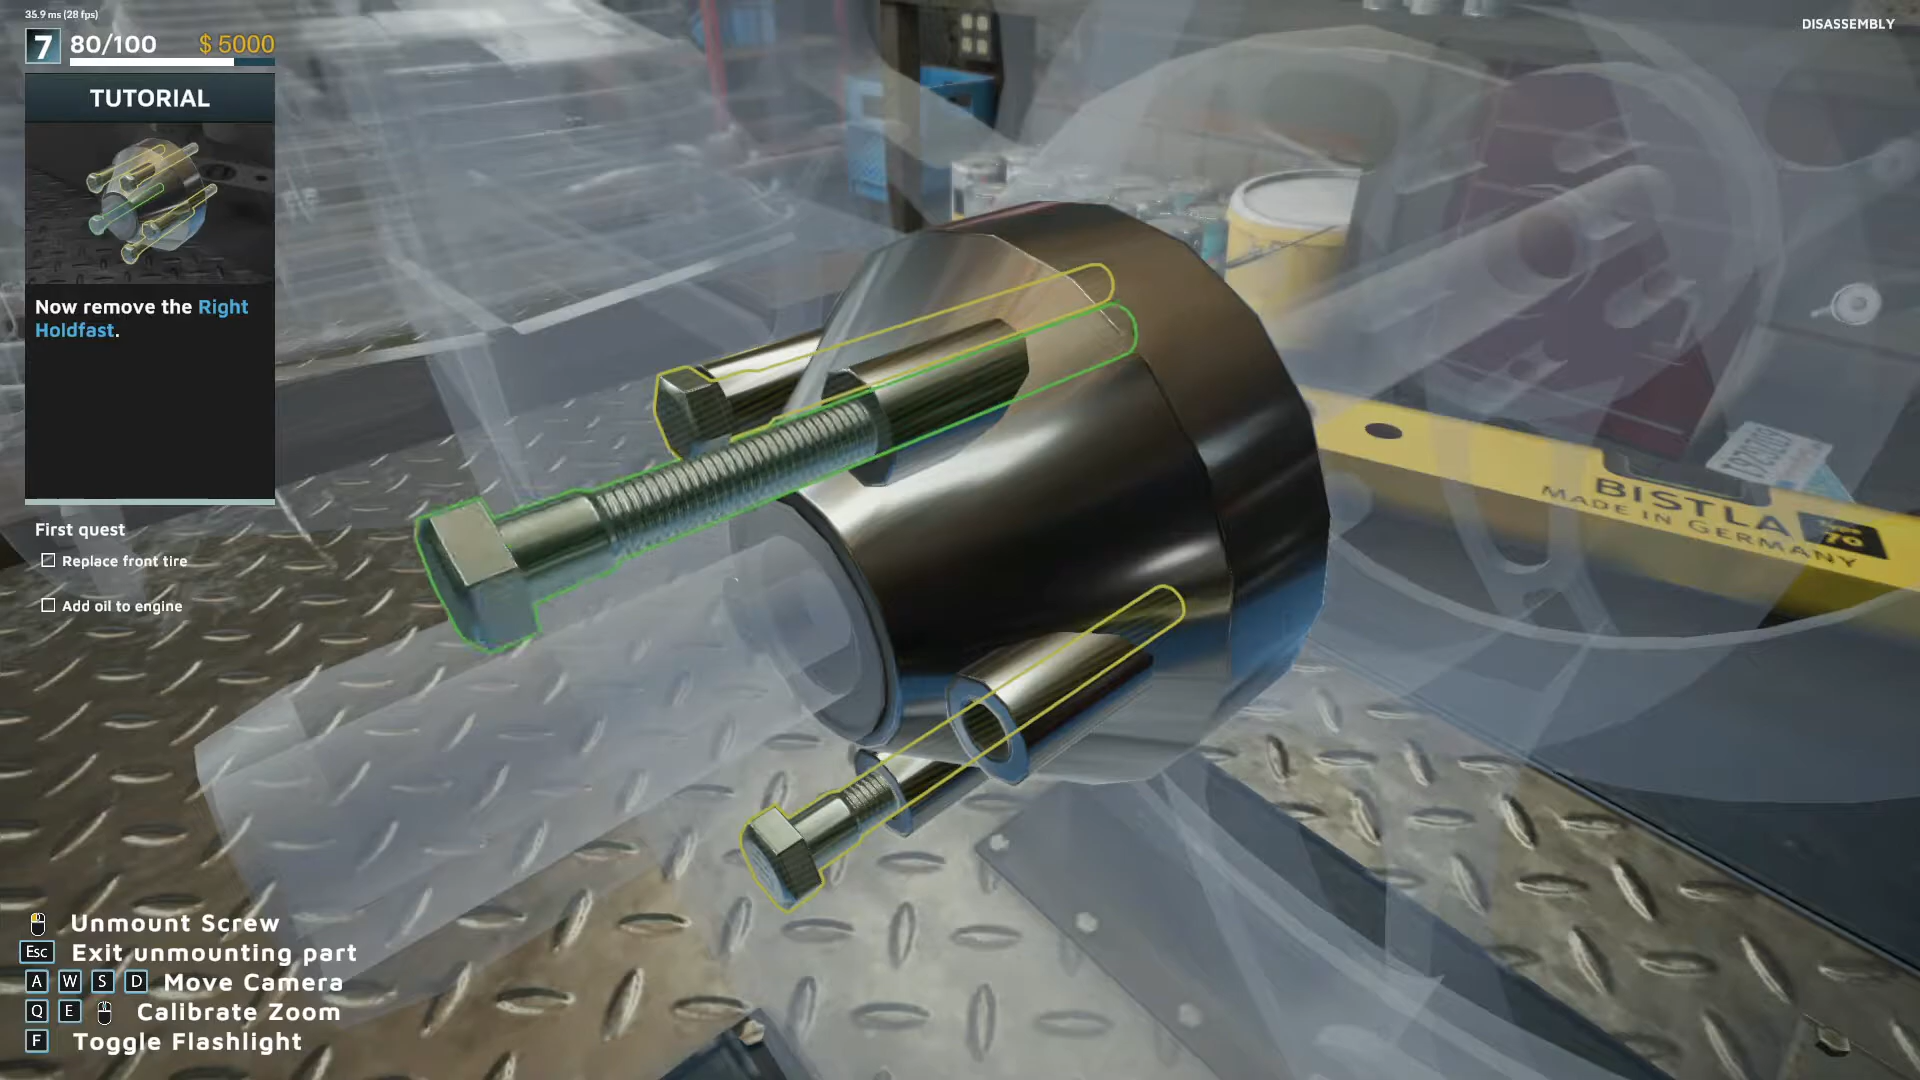 35.9 ms (28 fps)
DISASSEMBLY
7 80/100 $ 5000
TUTORIAL
Now remove the Right
Holdfast.
First quest
Replace front tire
Add oil to engine
BISTLA
MADE IN GERMANY
70
Unmount Screw
Esc Exit unmounting part
A W S D Move Camera
Q E Calibrate Zoom
F Toggle Flashlight